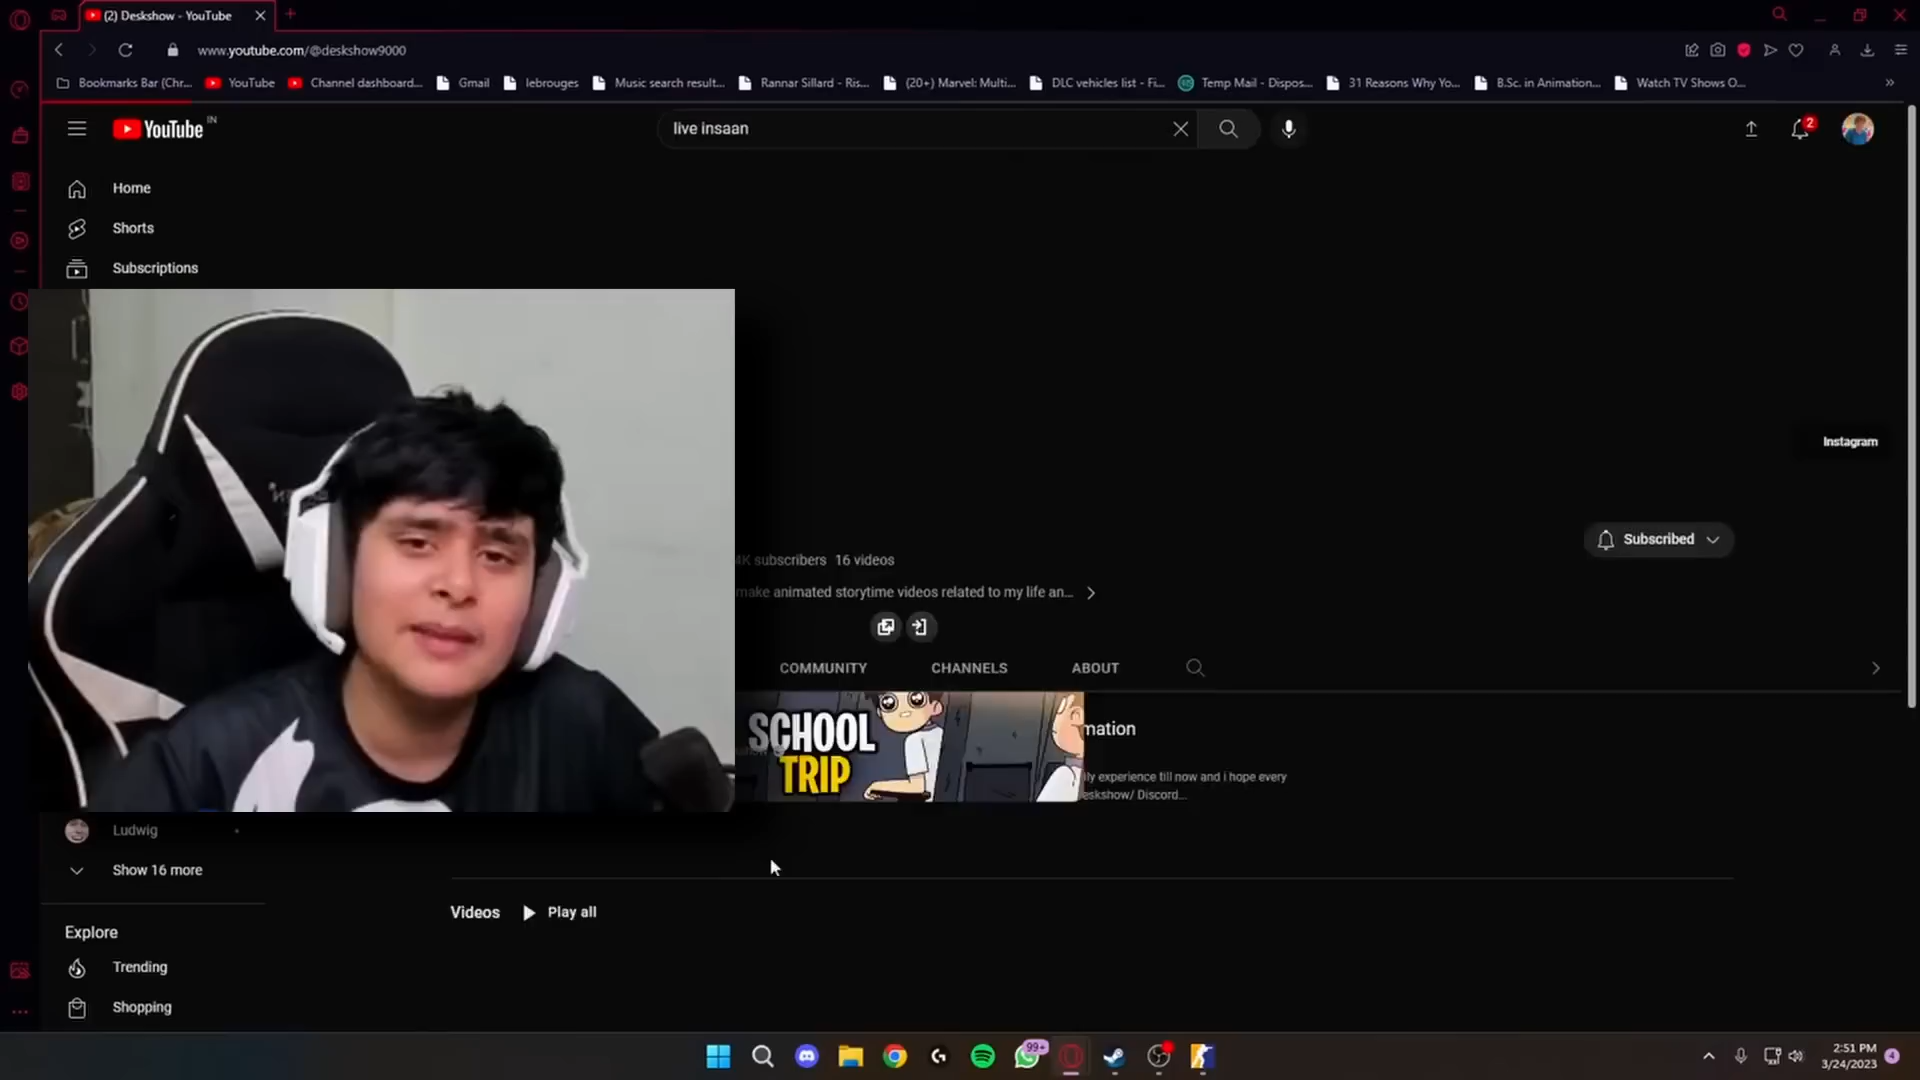 (2) Deskshow - YouTube
www.youtube.com/@deskshow9000
Bookmarks Bar (Chr...
YouTube
Channel dashboard...
Gmail
lebrouges
Music search result...
Rannar Sillard - Ris...
(20+) Marvel: Multi...
DLC vehicles list - Fi...
Temp Mail - Dispos...
31 Reasons Why Yo...
B.Sc. in Animation...
Watch TV Shows O...
YouTube IN
live insaan
2
Home
Shorts
Subscriptions
Instagram
Subscribed
4K subscribers 16 videos
make animated storytime videos related to my life an...
COMMUNITY
CHANNELS
ABOUT
SCHOOL
TRIP
mation
ly experience till now and i hope every
eskshow/ Discord...
Ludwig
Show 16 more
Videos
Play all
Explore
Trending
Shopping
99+
2:51 PM
3/24/2023
4